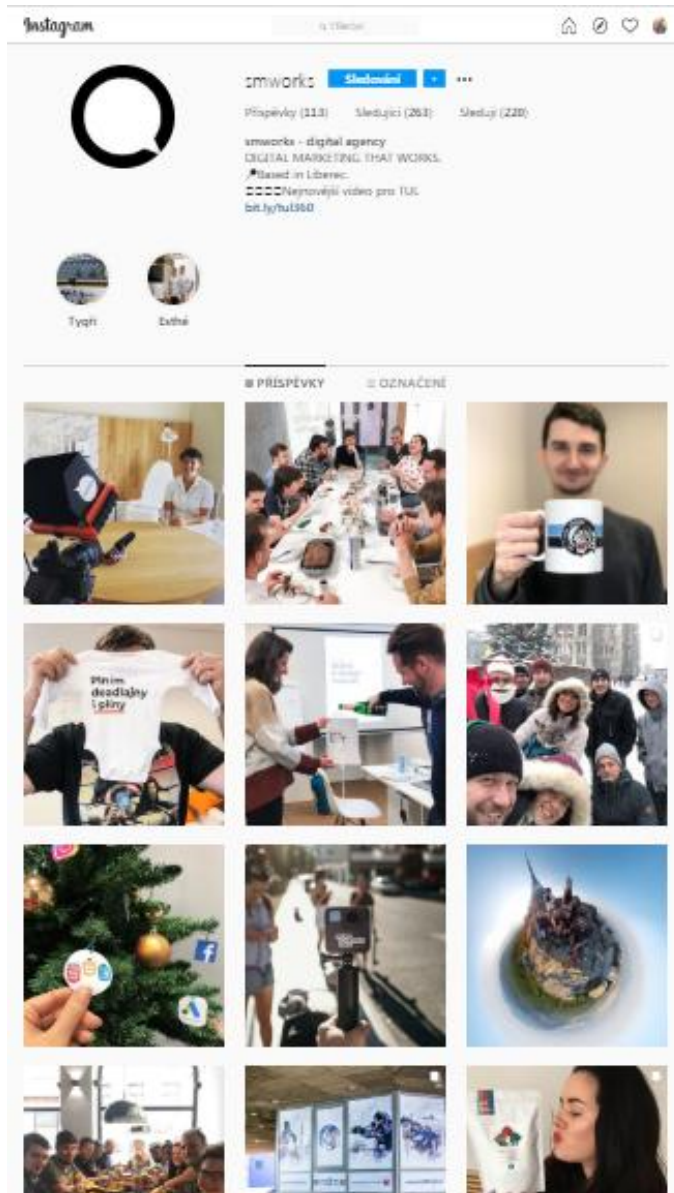 Instagram
smworks Sledování
Příspěvky (113) Sledující (263) Sleduji (220)
smworks - digital agency
DIGITAL MARKETING THAT WORKS.
Based in Liberec.
Nejnovější video pro TUL
bit.ly/tul360
Tygři Esthé
PŘÍSPĚVKY OZNAČENÍ
Plním
deadlajny
i plíny